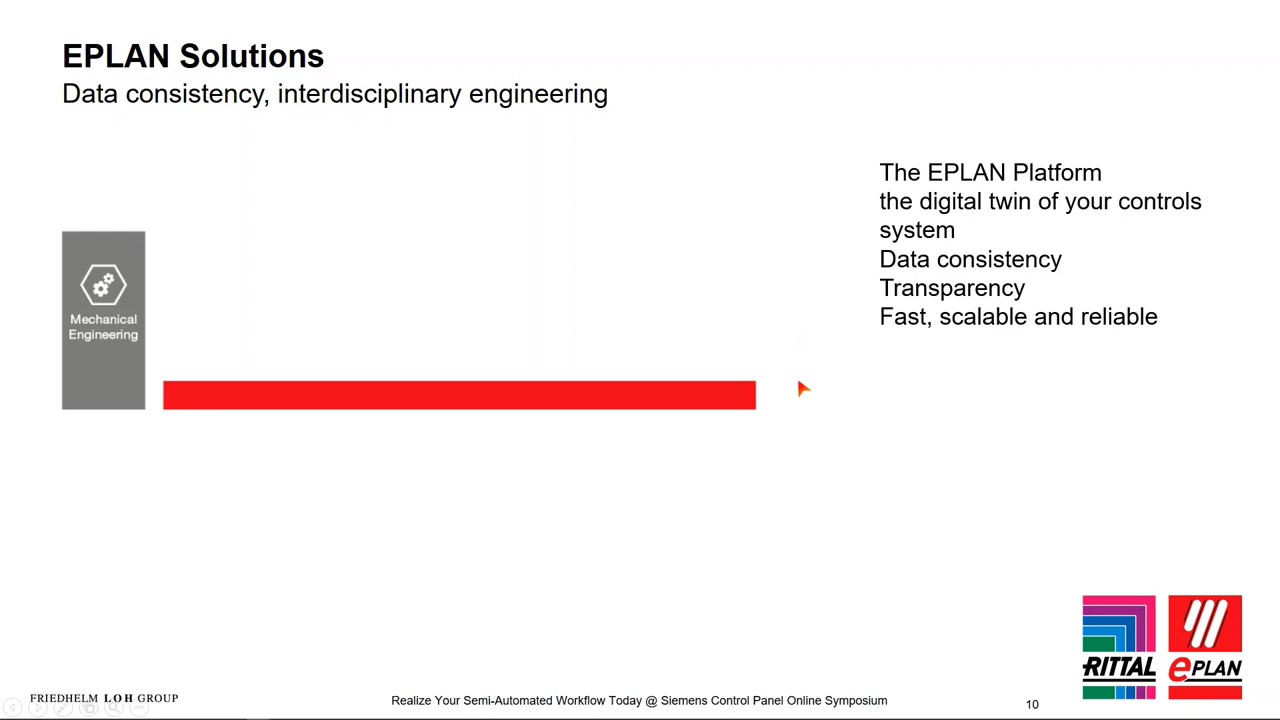 EPLAN Solutions
Data consistency, interdisciplinary engineering
The EPLAN Platform
the digital twin of your controls
system
Data consistency
Transparency
Fast, scalable and reliable
Mechanical
Engineering
RITTAL
ePLAN
FRIEDHELM LOH GROUP
Realize Your Semi-Automated Workflow Today @ Siemens Control Panel Online Symposium
10